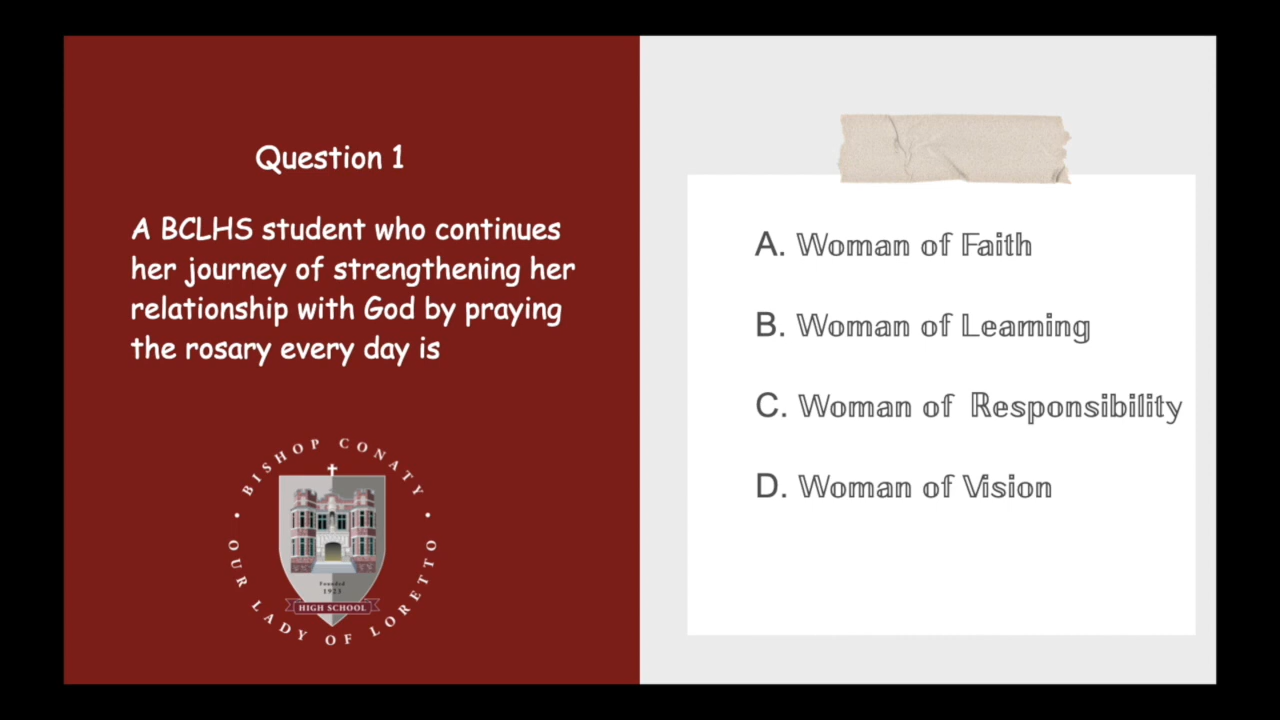 Question 1
A BCLHS student who continues
her journey of strengthening her
relationship with God by praying
the rosary every day is
A. Woman of Faith
B. Woman of Learning
C. Woman of Responsibility
D. Woman of Vision
BISHOP CONATY
OUR LADY OF LORETTO
Founded
1923
HIGH SCHOOL